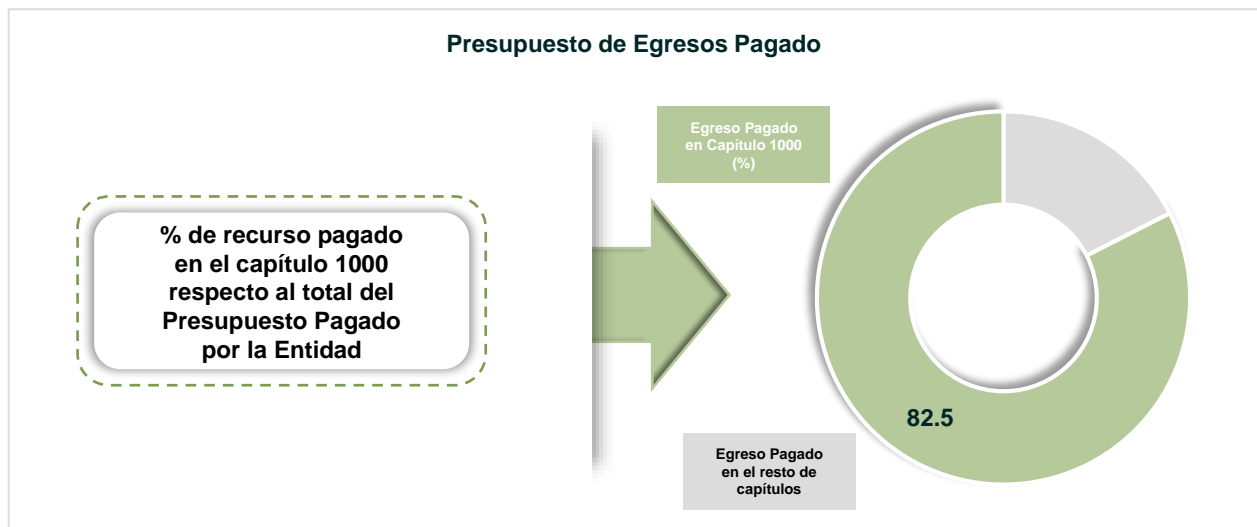 Presupuesto de Egresos Pagado
Egreso Pagado
en Capítulo 1000
(%)
% de recurso pagado
en el capítulo 1000
respecto al total del
Presupuesto Pagado
por la Entidad
82.5
Egreso Pagado
en el resto de
capítulos